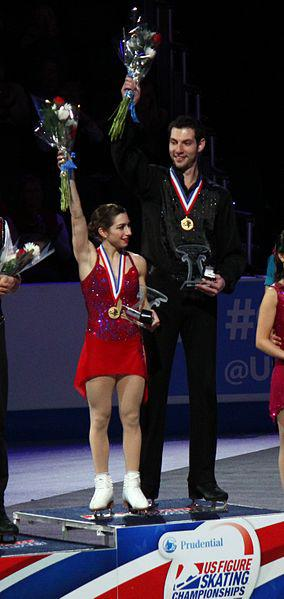 #
@U
Prudential
US FIGURE
SKATING
CHAMPIONSHIPS